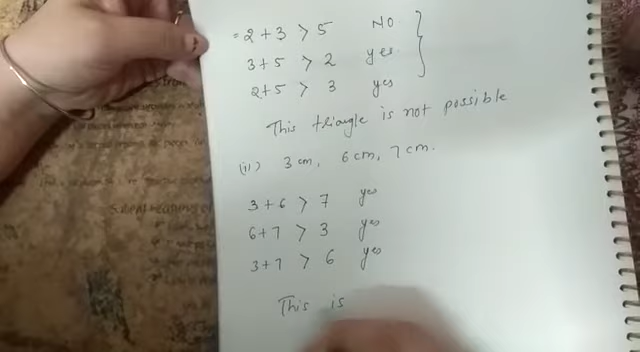 = 2 + 3 > 5 NO
3 + 5 > 2 yes
2 + 5 > 3 yes
This triangle is not possible
(ii) 3 cm, 6 cm, 7 cm.
3 + 6 > 7 yes
6 + 7 > 3 yes
3 + 7 > 6 yes
This is